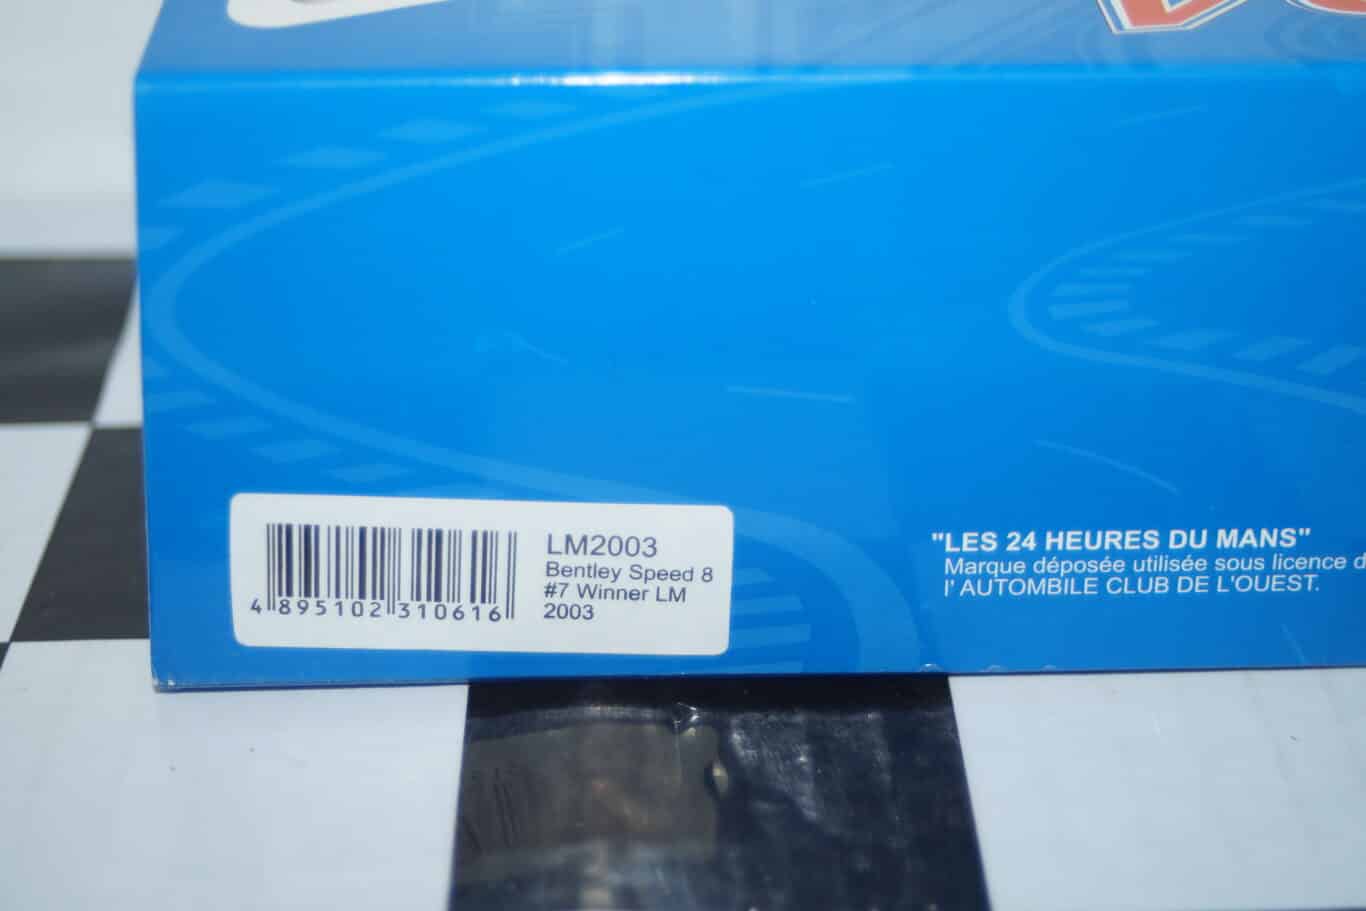 LM2003
Bentley Speed 8
#7 Winner LM
2003
4 895102 310616
"LES 24 HEURES DU MANS"
Marque déposée utilisée sous licence d
l' AUTOMBILE CLUB DE L'OUEST.